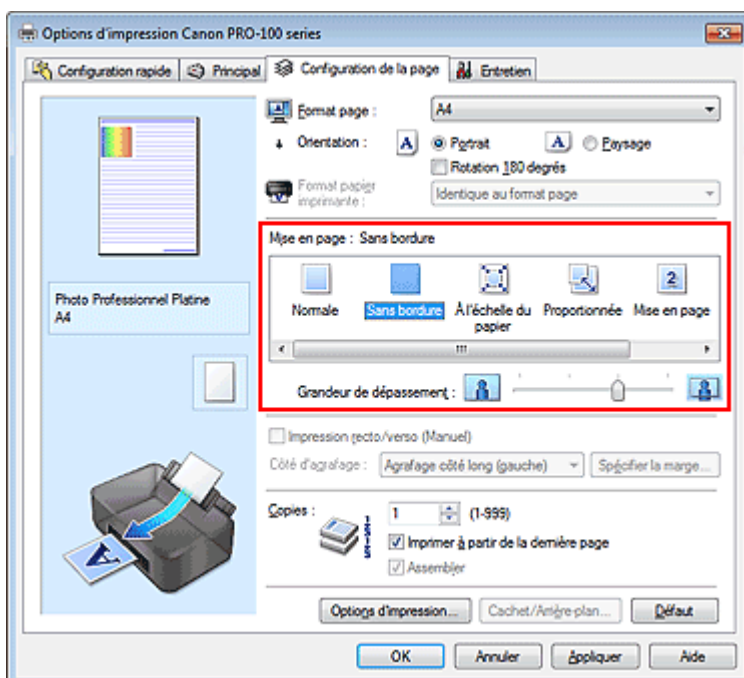 Options d'impression Canon PRO-100 series
Configuration rapide Principal Configuration de la page Entretien
Format page : A4
Orientation : A Portrait A Paysage
Rotation 180 degrés
Format papier imprimante : Identique au format page
Mise en page : Sans bordure
Normale Sans bordure À l'échelle du papier Proportionnée Mise en page
2
Photo Professionnel Platine
A4
Grandeur de dépassement :
Impression recto/verso (Manuel)
Côté d'agrafage : Agrafage côté long (gauche) Spécifier la marge...
Copies : 1 (1-999)
Imprimer à partir de la dernière page
Assembler
A
Options d'impression... Cachet/Arrière-plan... Défaut
OK Annuler Appliquer Aide